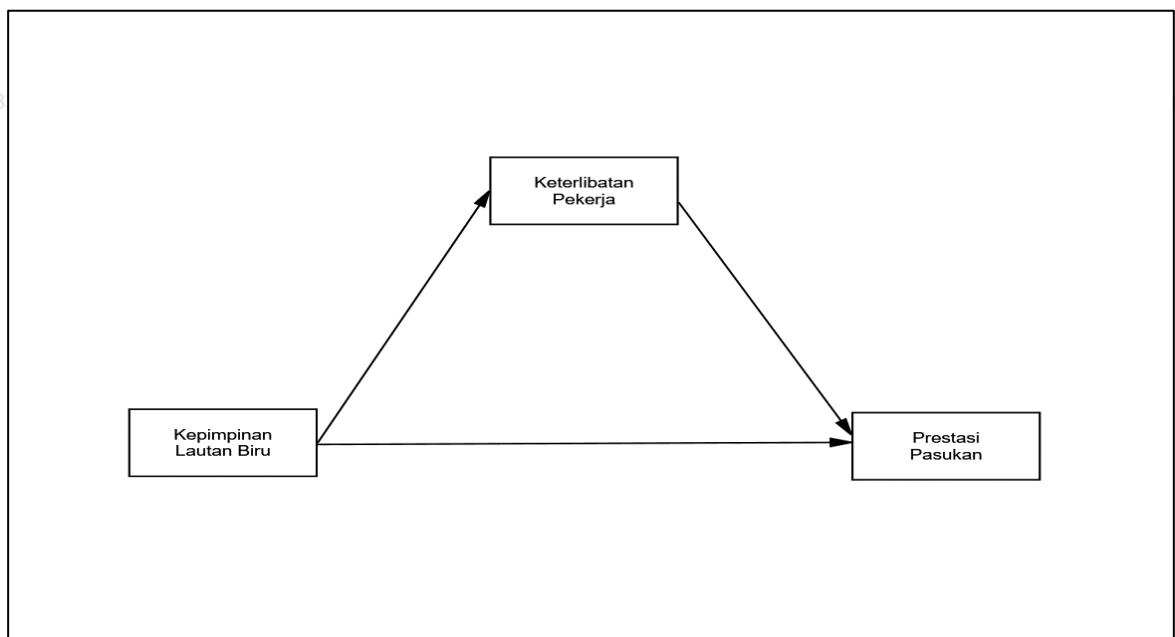 Keterlibatan
Pekerja
Kepimpinan
Lautan Biru
Prestasi
Pasukan